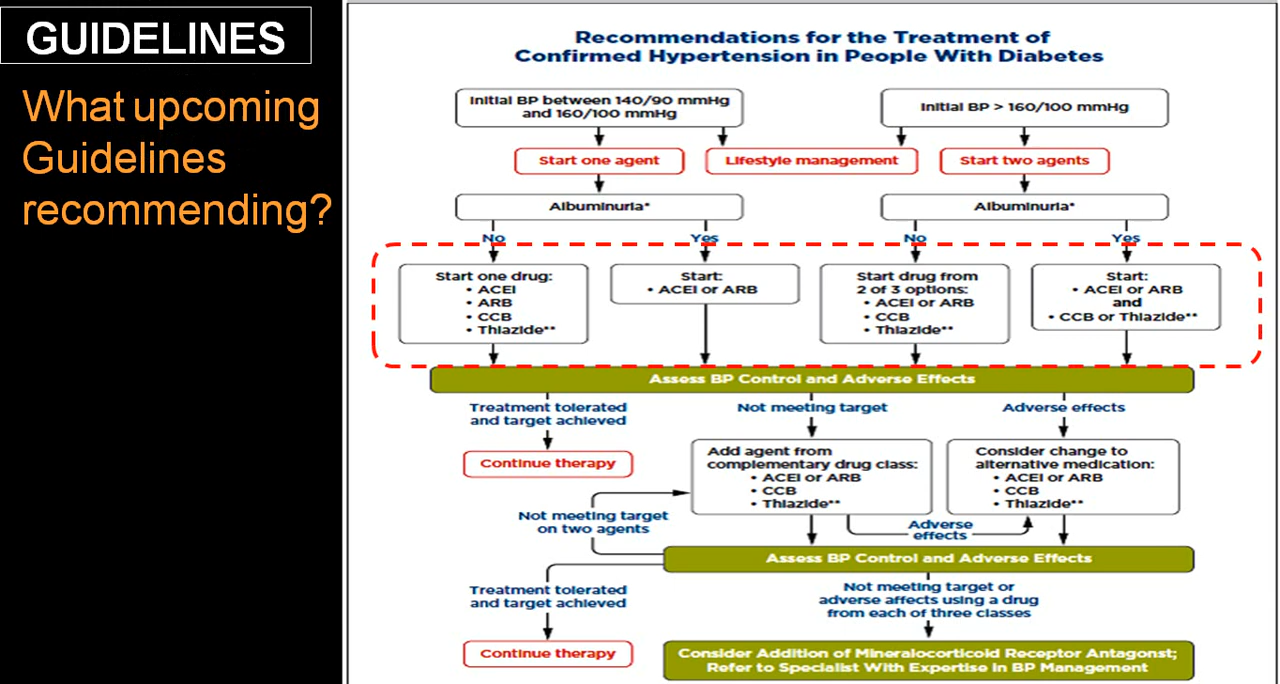 GUIDELINES
What upcoming
Guidelines
recommending?
Recommendations for the Treatment of
Confirmed Hypertension in People With Diabetes
Initial BP between 140/90 mmHg
and 160/100 mmHg
Initial BP > 160/100 mmHg
Start one agent
Lifestyle management
Start two agents
Albuminuria*
Albuminuria*
No
Yes
No
Yes
Start one drug:
• ACEI
• ARB
• CCB
• Thiazide**
Start:
• ACEI or ARB
Start drug from
2 of 3 options:
• ACEI or ARB
• CCB
• Thiazide**
Start:
• ACEI or ARB
and
• CCB or Thiazide**
Assess BP Control and Adverse Effects
Treatment tolerated
and target achieved
Not meeting target
Adverse effects
Continue therapy
Add agent from
complementary drug class:
• ACEI or ARB
• CCB
• Thiazide**
Consider change to
alternative medication:
• ACEI or ARB
• CCB
• Thiazide**
Not meeting target
on two agents
Adverse
effects
Assess BP Control and Adverse Effects
Treatment tolerated
and target achieved
Not meeting target or
adverse affects using a drug
from each of three classes
Continue therapy
Consider Addition of Mineralocorticoid Receptor Antagonst;
Refer to Specialist With Expertise in BP Management